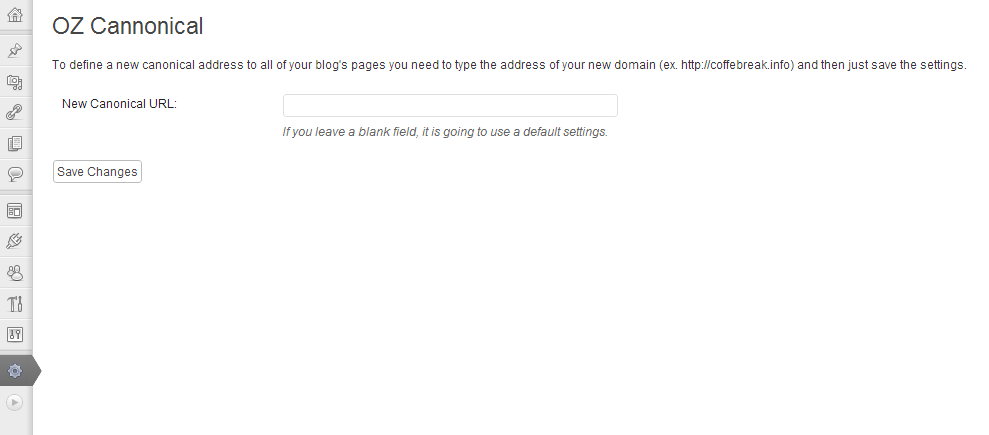 OZ Cannonical
To define a new canonical address to all of your blog's pages you need to type the address of your new domain (ex. http://coffebreak.info) and then just save the settings.
New Canonical URL:
If you leave a blank field, it is going to use a default settings.
Save Changes